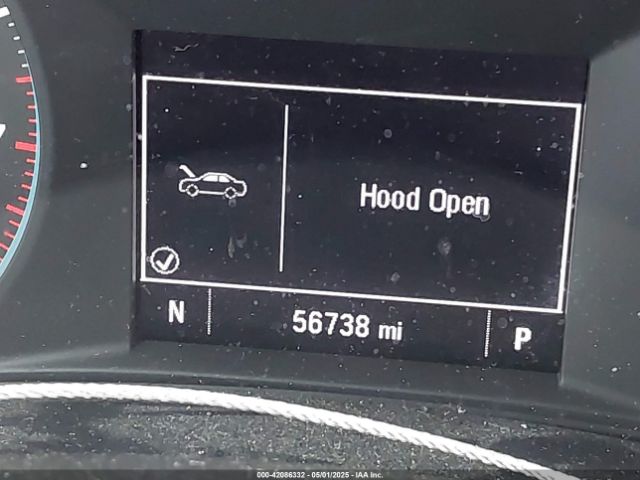 Hood Open
N 56738 mi P
000-42086332 - 05/01/2025 - IAA Inc.